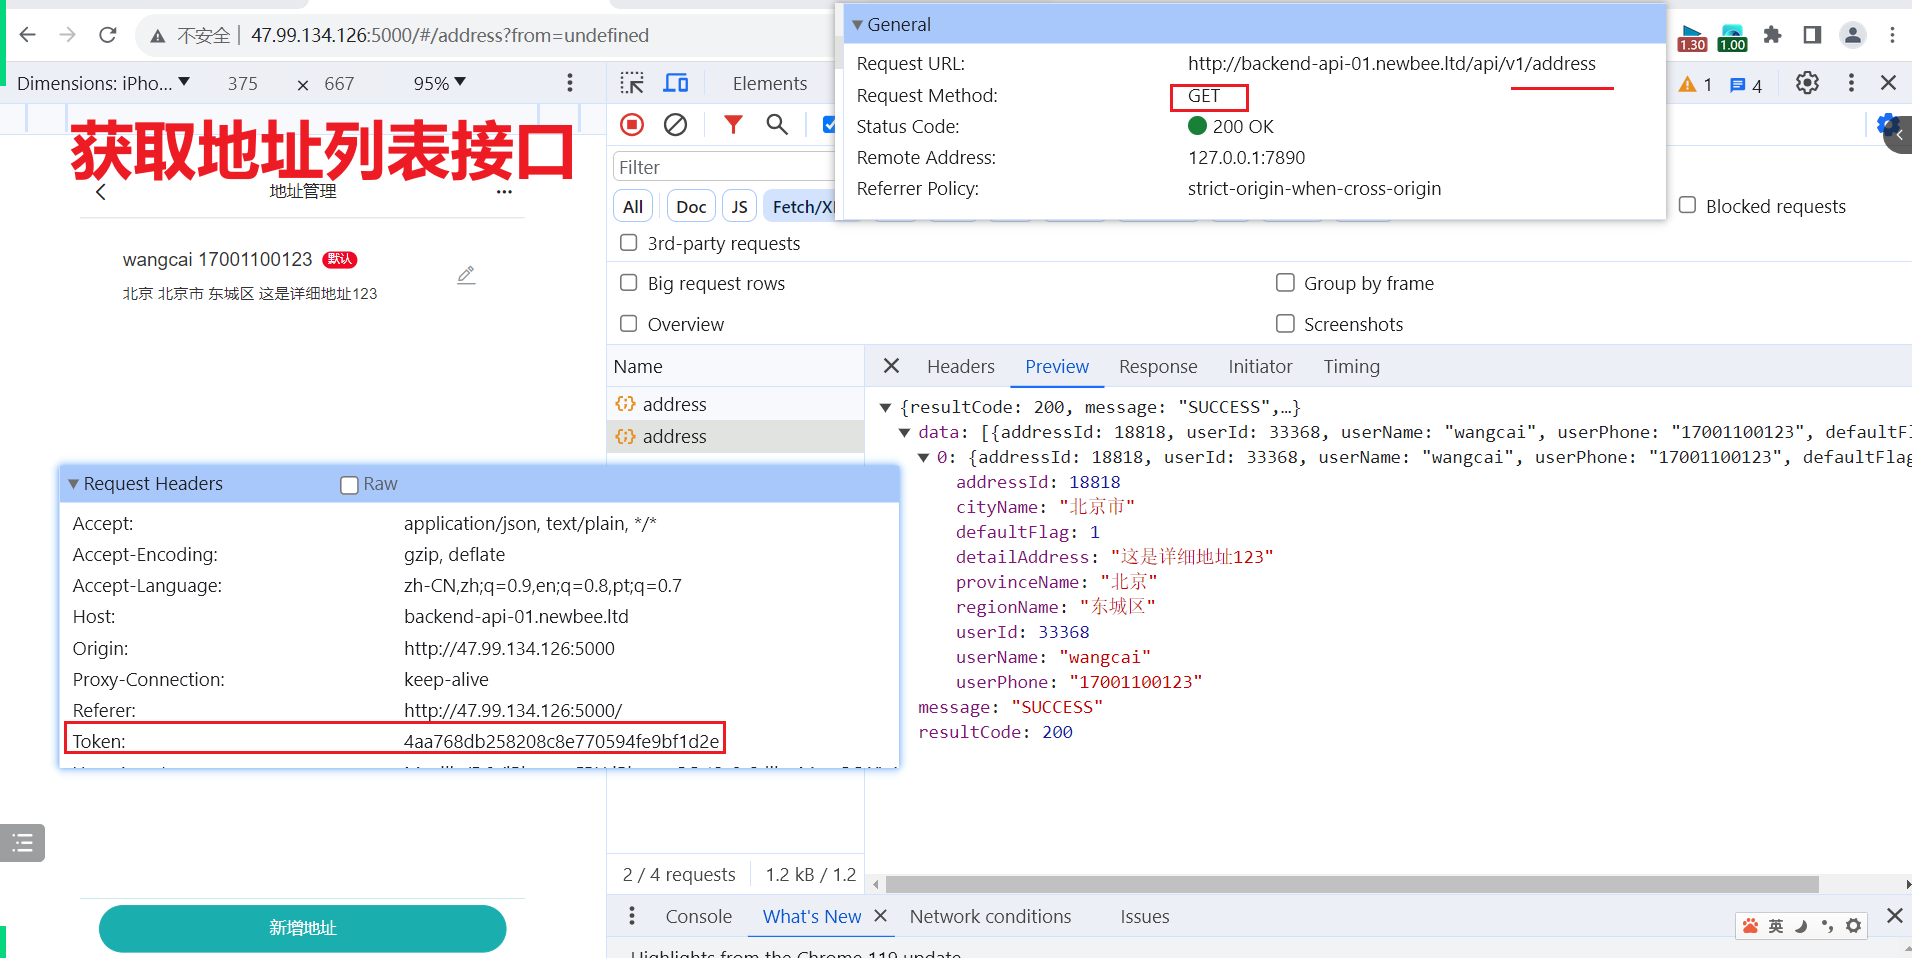 不安全 | 47.99.134.126:5000/#/address?from=undefined
1.30 1.00
Dimensions: iPho... ▼ 375 × 667 95% ▼
Elements
1 4
获取地址列表接口
地址管理
wangcai 17001100123 默认
北京 北京市 东城区 这是详细地址123
新增地址
General
Request URL: http://backend-api-01.newbee.ltd/api/v1/address
Request Method: GET
Status Code: 200 OK
Remote Address: 127.0.0.1:7890
Referrer Policy: strict-origin-when-cross-origin
Filter
All Doc JS Fetch/X
Blocked requests
3rd-party requests
Big request rows Group by frame
Overview Screenshots
Name
address
address
Headers Preview Response Initiator Timing
{resultCode: 200, message: "SUCCESS",…}
data: [{addressId: 18818, userId: 33368, userName: "wangcai", userPhone: "17001100123", defaultFl
0: {addressId: 18818, userId: 33368, userName: "wangcai", userPhone: "17001100123", defaultFlag
addressId: 18818
cityName: "北京市"
defaultFlag: 1
detailAddress: "这是详细地址123"
provinceName: "北京"
regionName: "东城区"
userId: 33368
userName: "wangcai"
userPhone: "17001100123"
message: "SUCCESS"
resultCode: 200
Request Headers Raw
Accept: application/json, text/plain, */*
Accept-Encoding: gzip, deflate
Accept-Language: zh-CN,zh;q=0.9,en;q=0.8,pt;q=0.7
Host: backend-api-01.newbee.ltd
Origin: http://47.99.134.126:5000
Proxy-Connection: keep-alive
Referer: http://47.99.134.126:5000/
Token: 4aa768db258208c8e770594fe9bf1d2e
2 / 4 requests 1.2 kB / 1.2
Console What's New Network conditions Issues
英
Highlights from the Chrome 119 update